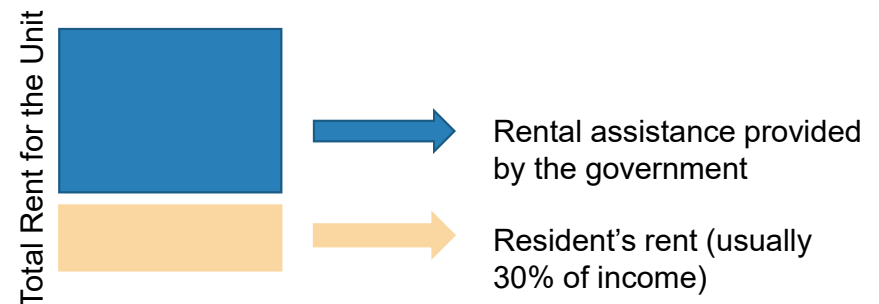 Total Rent for the Unit
Rental assistance provided
by the government
Resident’s rent (usually
30% of income)